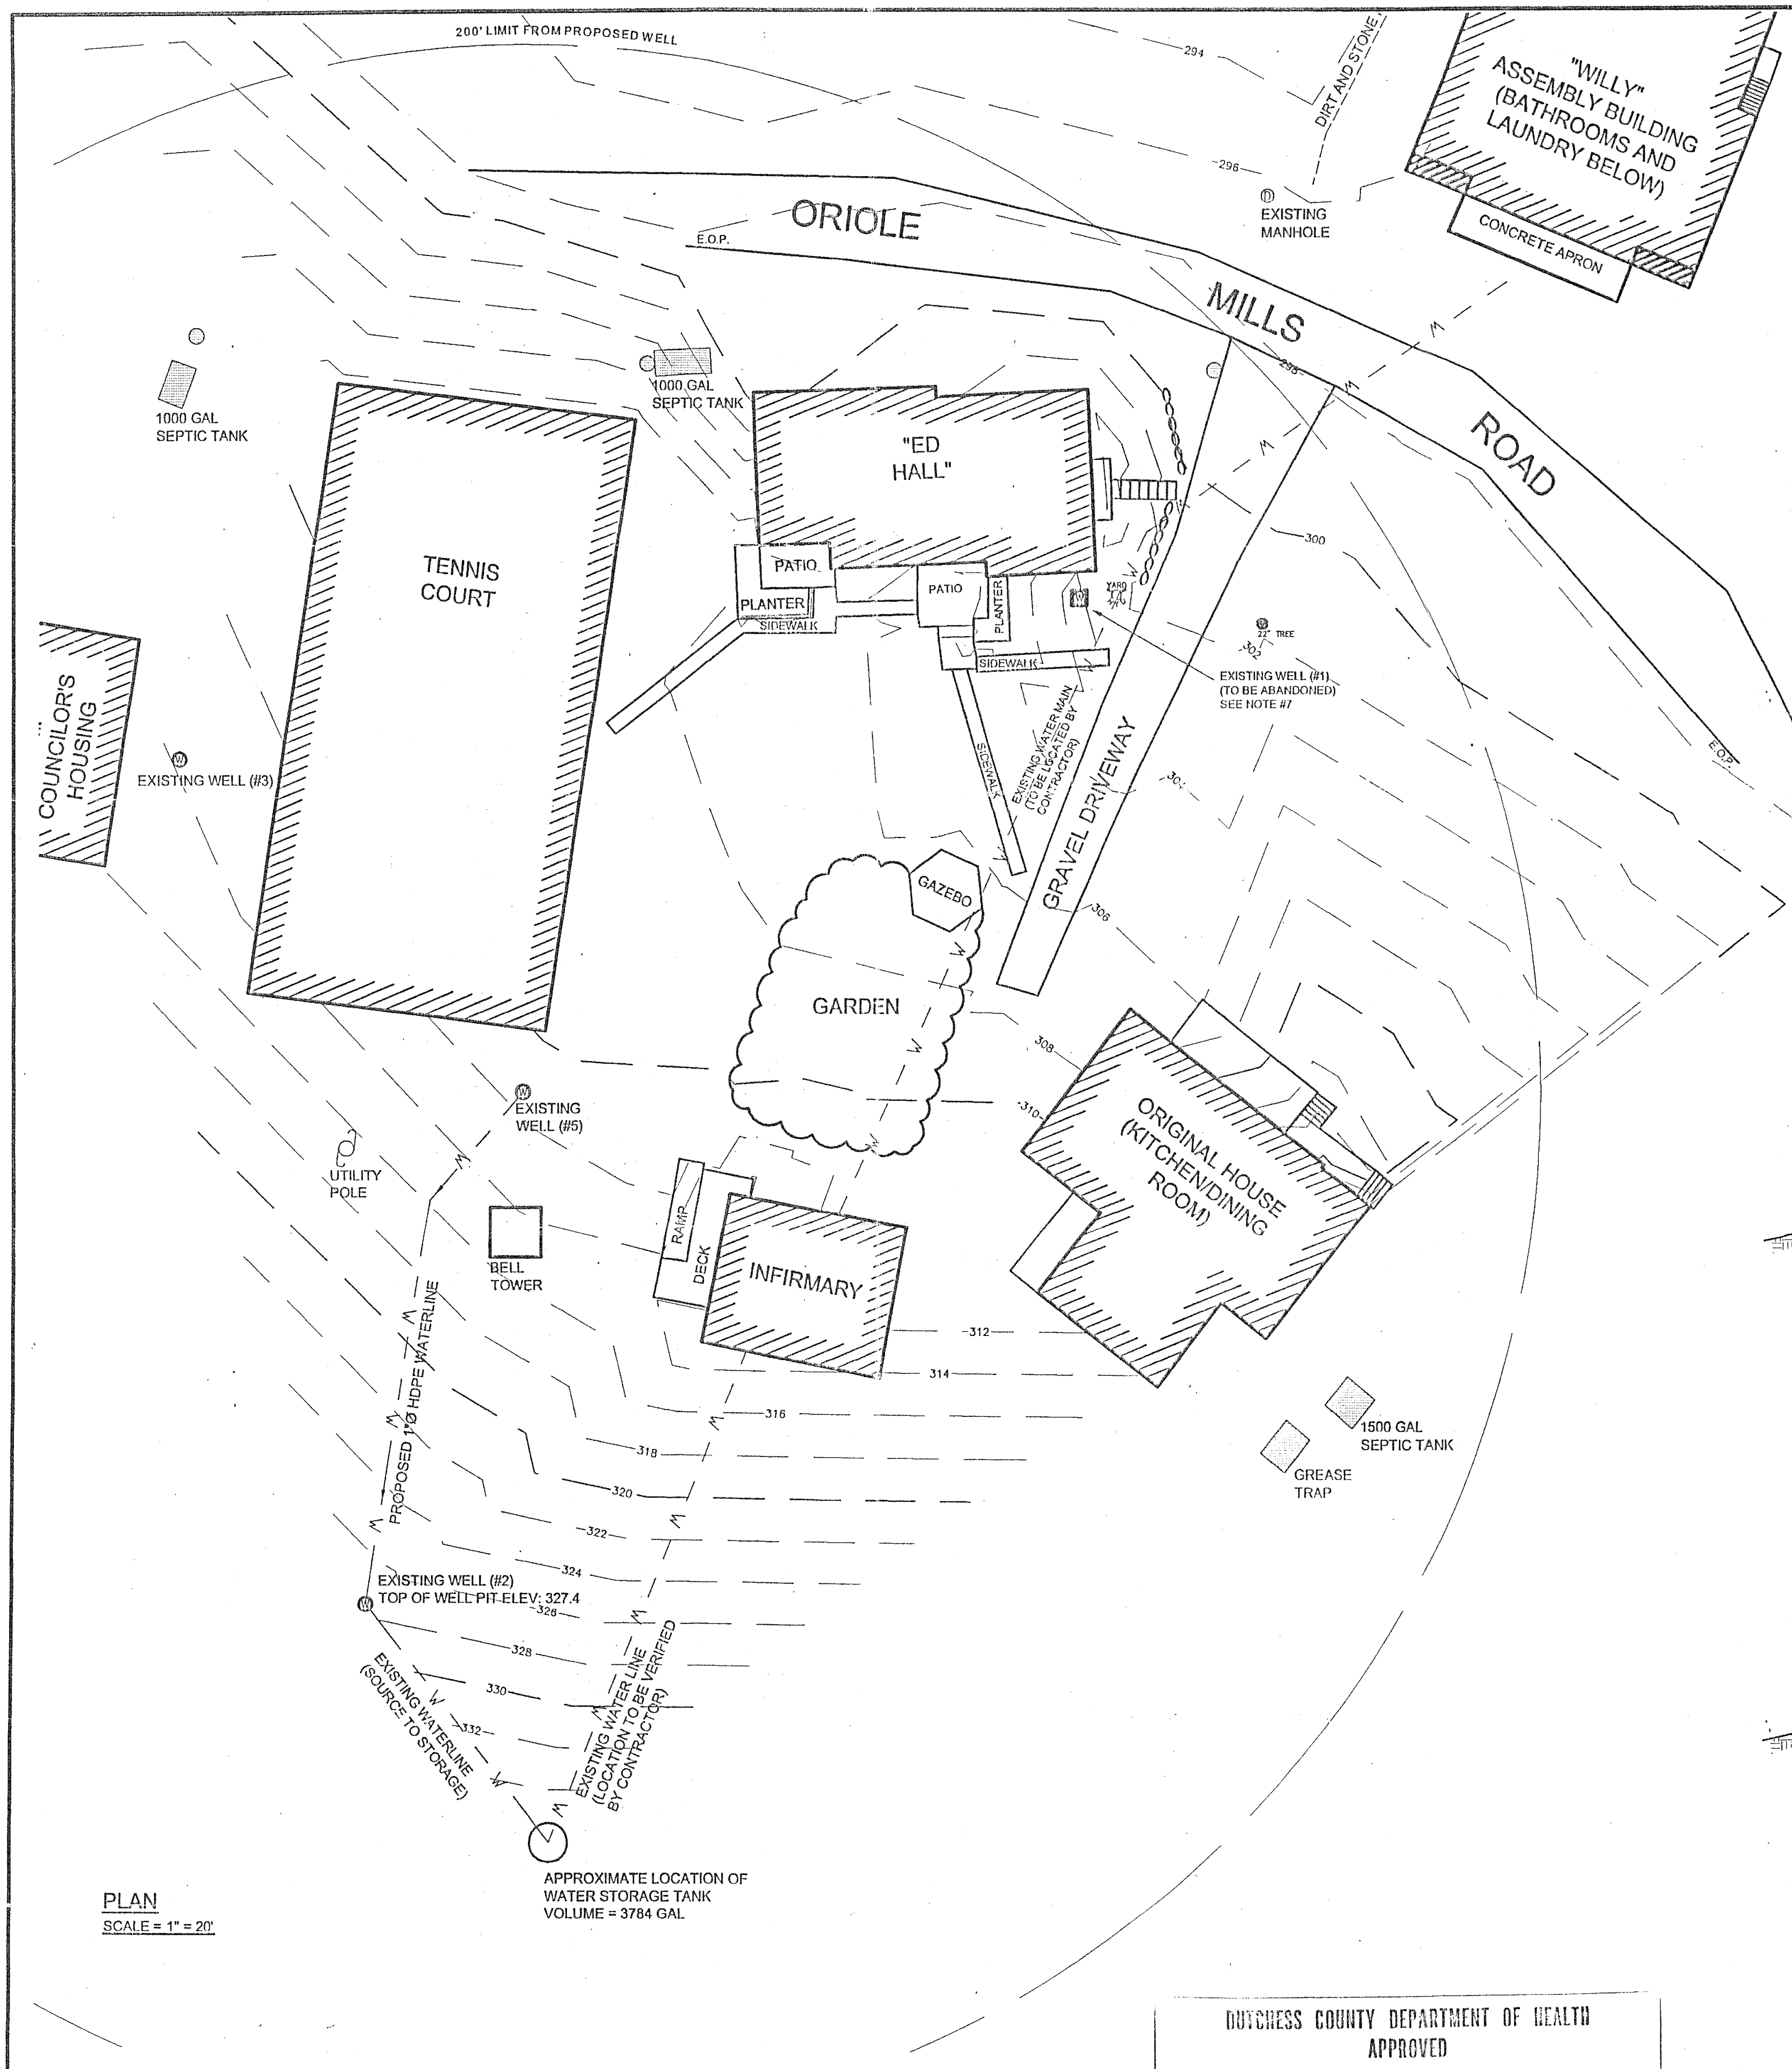 200' LIMIT FROM PROPOSED WELL
294
DIRT AND STONE
"WILLY"
ASSEMBLY BUILDING
(BATHROOMS AND
LAUNDRY BELOW)
296
D
EXISTING
MANHOLE
CONCRETE APRON
ORIOLE
E.O.P.
MILLS
ROAD
298
W
W
W
1000 GAL
SEPTIC TANK
1000 GAL
SEPTIC TANK
"ED
HALL"
300
TENNIS
COURT
PATIO
PLANTER
SIDEWALK
PATIO
PLANTER
W
YARD
W
22" TREE
302
SIDEWALK
W
EXISTING WELL (#1)
(TO BE ABANDONED)
SEE NOTE #7
COUNCILOR'S
HOUSING
W
EXISTING WELL (#3)
SIDEWALK
EXISTING WATER MAIN
(TO BE LOCATED BY
CONTRACTOR)
GRAVEL DRIVEWAY
304
E.O.P.
W
GAZEBO
306
W
GARDEN
W
308
310
W
EXISTING
WELL (#5)
W
UTILITY
POLE
W
ORIGINAL HOUSE
(KITCHEN/DINING
ROOM)
BELL
TOWER
RAMP
DECK
INFIRMARY
W
PROPOSED 1"Ø HDPE WATERLINE
312
314
316
W
W
318
320
322
W
W
324
1500 GAL
SEPTIC TANK
GREASE
TRAP
EXISTING WELL (#2)
TOP OF WELL PIT ELEV: 327.4
W
326
W
328
330
332
EXISTING WATERLINE
(SOURCE TO STORAGE)
W
W
W
EXISTING WATER LINE
(LOCATION TO BE VERIFIED
BY CONTRACTOR)
W
APPROXIMATE LOCATION OF
WATER STORAGE TANK
VOLUME = 3784 GAL
PLAN
SCALE = 1" = 20'
DUTCHESS COUNTY DEPARTMENT OF HEALTH
APPROVED